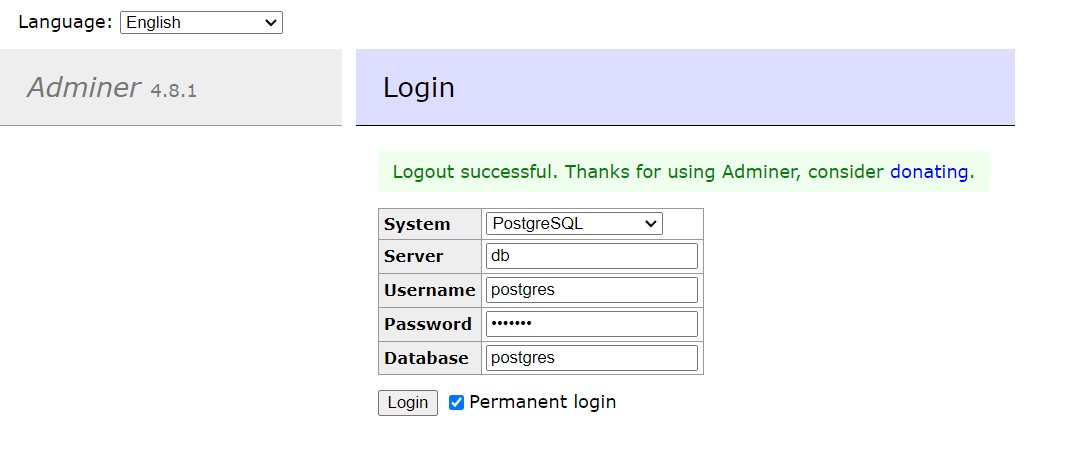 Language: English
Adminer 4.8.1
Login
Logout successful. Thanks for using Adminer, consider donating.
System PostgreSQL
Server db
Username postgres
Password •••••••
Database postgres
Login Permanent login